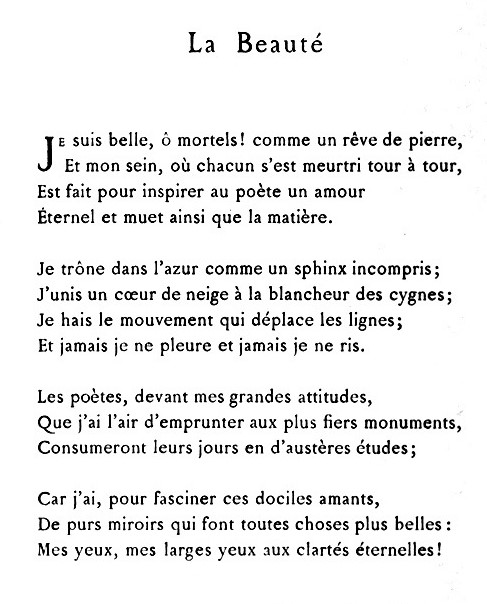 La Beauté
JE suis belle, ô mortels! comme un rêve de pierre,
Et mon sein, où chacun s'est meurtri tour à tour,
Est fait pour inspirer au poète un amour
Éternel et muet ainsi que la matière.
Je trône dans l'azur comme un sphinx incompris;
J'unis un cœur de neige à la blancheur des cygnes;
Je hais le mouvement qui déplace les lignes;
Et jamais je ne pleure et jamais je ne ris.
Les poètes, devant mes grandes attitudes,
Que j'ai l'air d'emprunter aux plus fiers monuments,
Consumeront leurs jours en d'austères études;
Car j'ai, pour fasciner ces dociles amants,
De purs miroirs qui font toutes choses plus belles :
Mes yeux, mes larges yeux aux clartés éternelles!